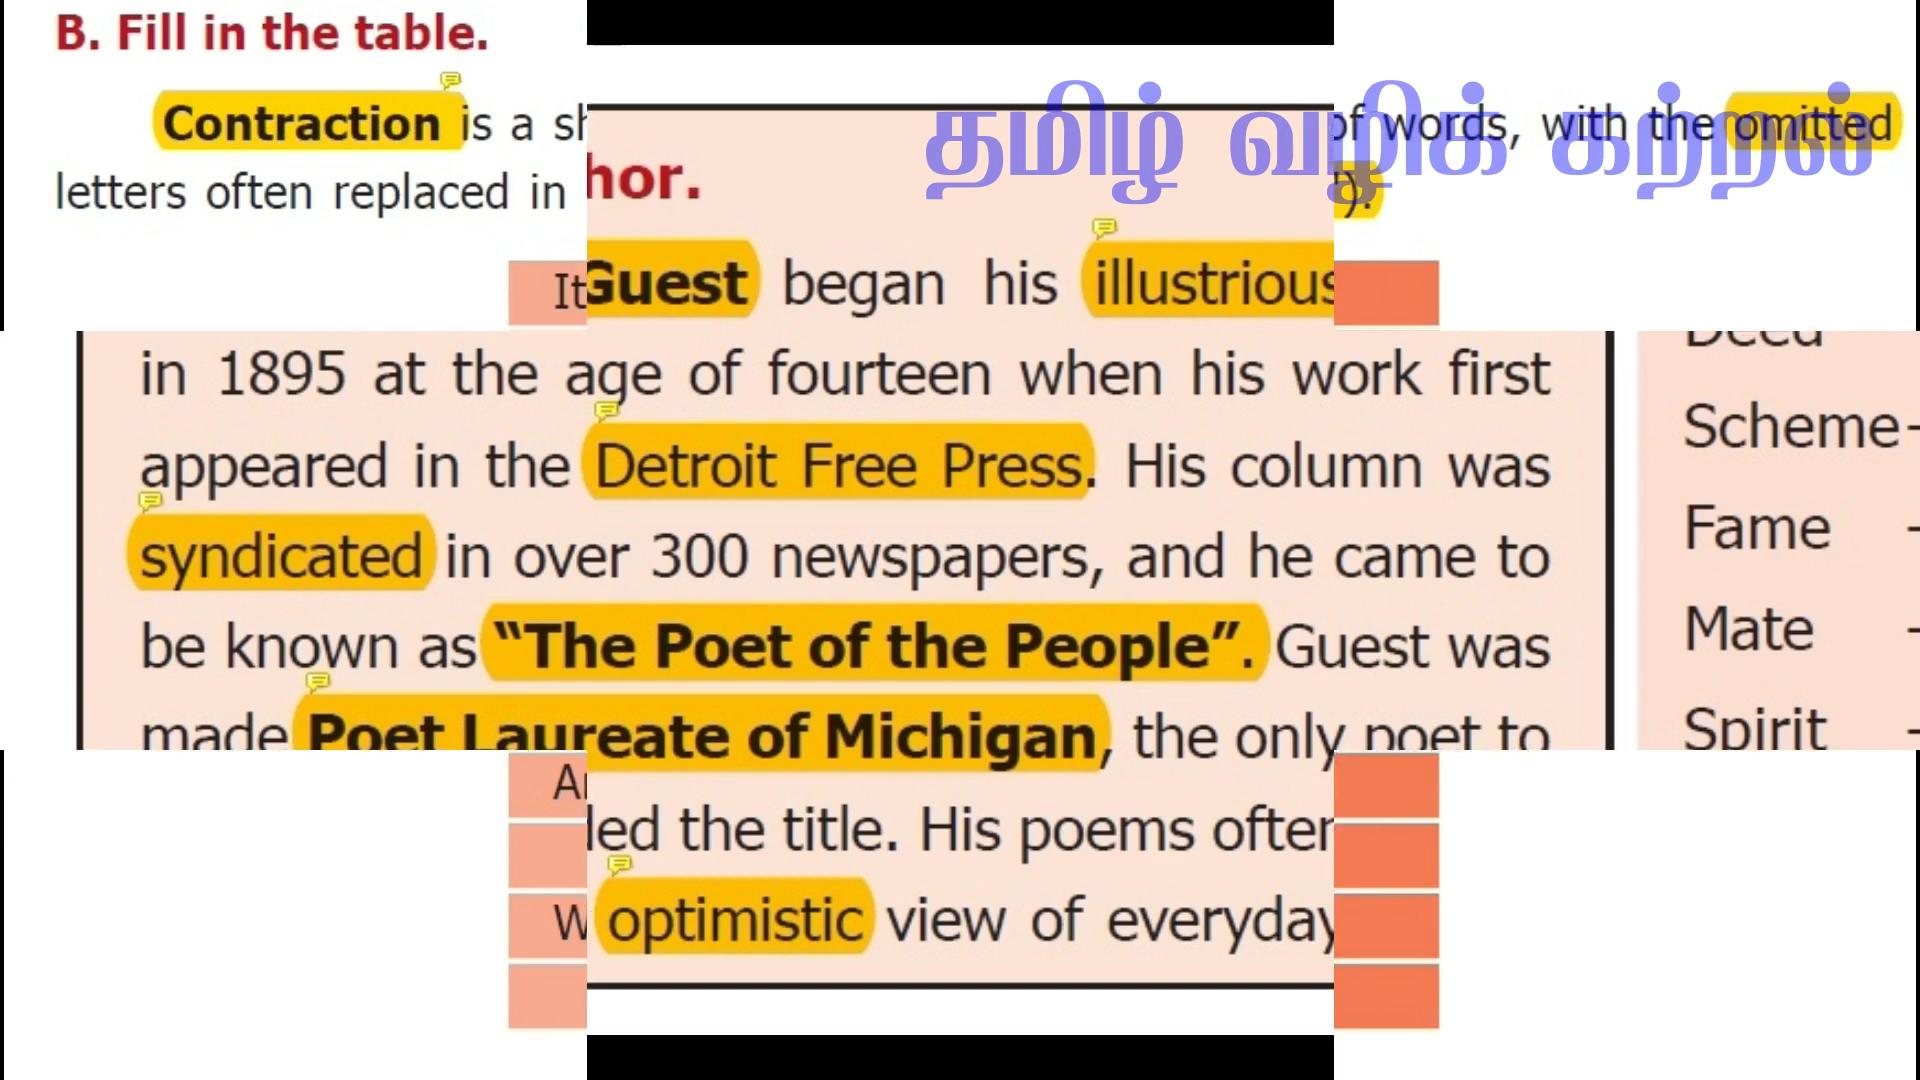 B. Fill in the table.
தமிழ் வழிக் கற்றல்
Contraction is a of words, with the omitted
letters often replaced in ').
hor.
Guest began his illustrious
It
in 1895 at the age of fourteen when his work first
appeared in the Detroit Free Press. His column was
syndicated in over 300 newspapers, and he came to
be known as “The Poet of the People”. Guest was
made Poet Laureate of Michigan, the only poet to
Deed
Scheme-
Fame -
Mate -
Spirit -
the title. His poems often
optimistic view of everyday